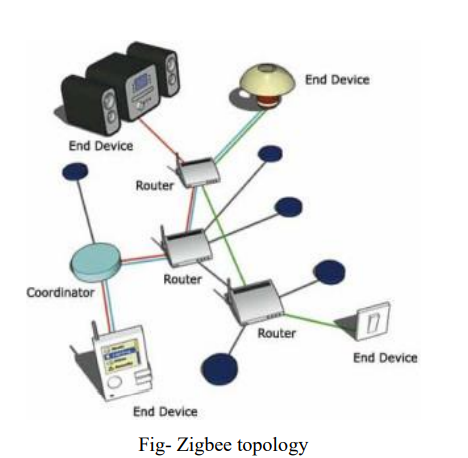 End Device
End Device
Router
Router
Coordinator
Router
End Device
End Device
Fig- Zigbee topology